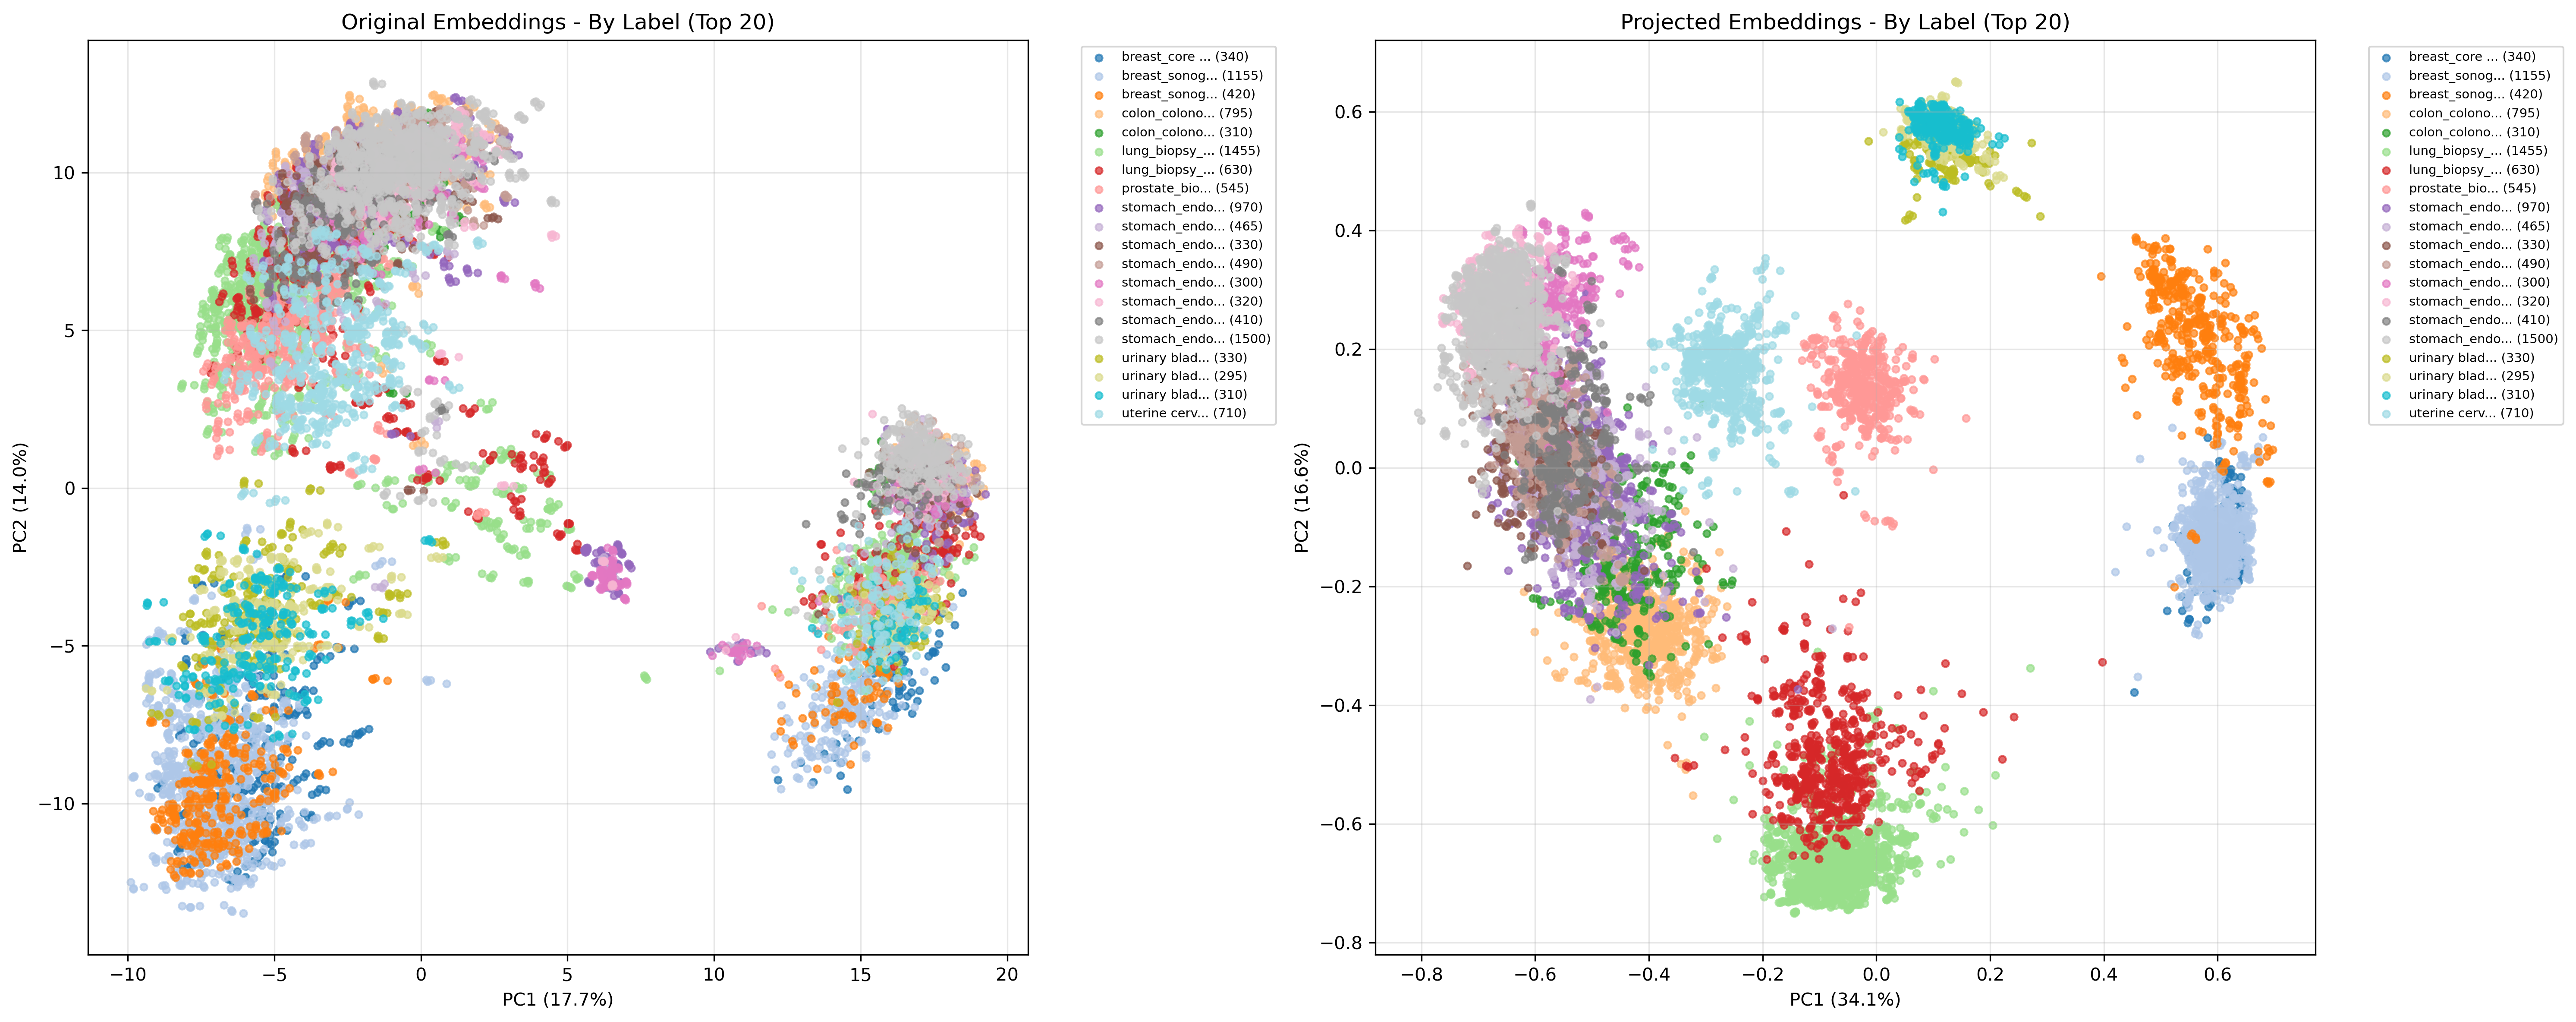 Original Embeddings - By Label (Top 20)
10
5
0
−5
−10
PC2 (14.0%)
−10 −5 0 5 10 15 20
PC1 (17.7%)
breast_core ... (340)
breast_sonog... (1155)
breast_sonog... (420)
colon_colono... (795)
colon_colono... (310)
lung_biopsy_... (1455)
lung_biopsy_... (630)
prostate_bio... (545)
stomach_endo... (970)
stomach_endo... (465)
stomach_endo... (330)
stomach_endo... (490)
stomach_endo... (300)
stomach_endo... (320)
stomach_endo... (410)
stomach_endo... (1500)
urinary blad... (330)
urinary blad... (295)
urinary blad... (310)
uterine cerv... (710)
Projected Embeddings - By Label (Top 20)
0.6
0.4
0.2
0.0
−0.2
−0.4
−0.6
−0.8
PC2 (16.6%)
−0.8 −0.6 −0.4 −0.2 0.0 0.2 0.4 0.6
PC1 (34.1%)
breast_core ... (340)
breast_sonog... (1155)
breast_sonog... (420)
colon_colono... (795)
colon_colono... (310)
lung_biopsy_... (1455)
lung_biopsy_... (630)
prostate_bio... (545)
stomach_endo... (970)
stomach_endo... (465)
stomach_endo... (330)
stomach_endo... (490)
stomach_endo... (300)
stomach_endo... (320)
stomach_endo... (410)
stomach_endo... (1500)
urinary blad... (330)
urinary blad... (295)
urinary blad... (310)
uterine cerv... (710)